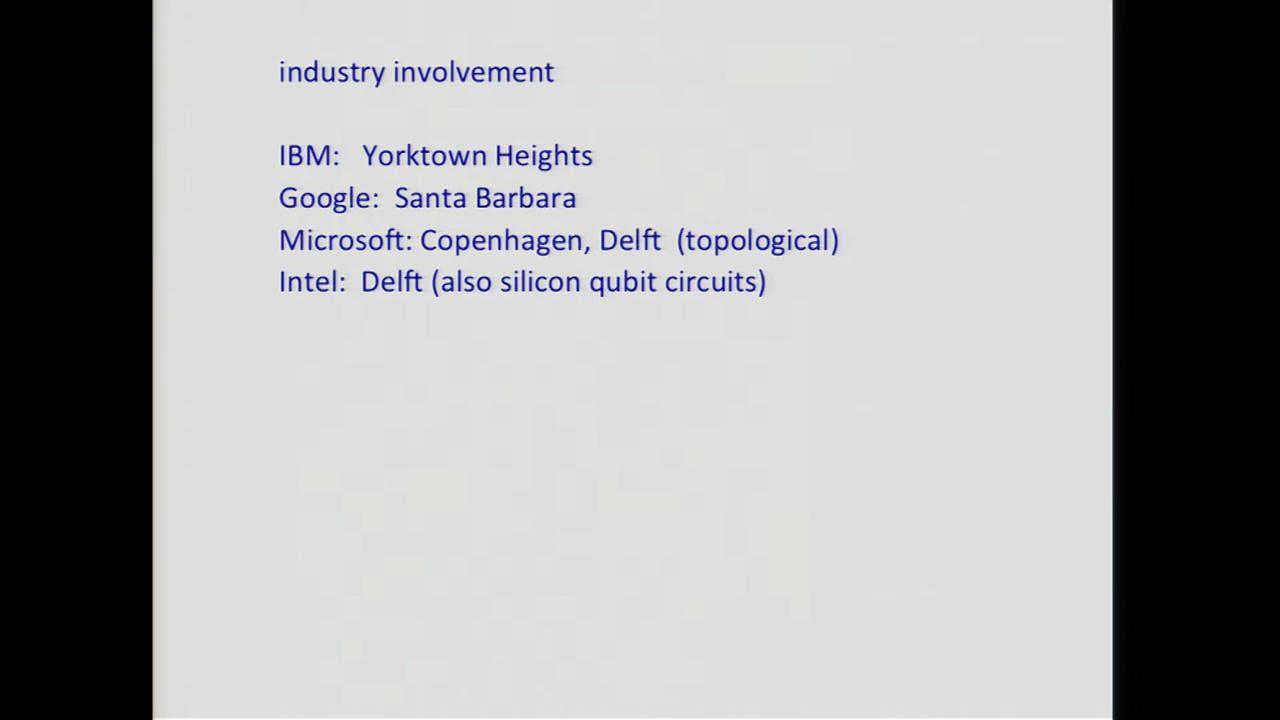 industry involvement
IBM: Yorktown Heights
Google: Santa Barbara
Microsoft: Copenhagen, Delft (topological)
Intel: Delft (also silicon qubit circuits)